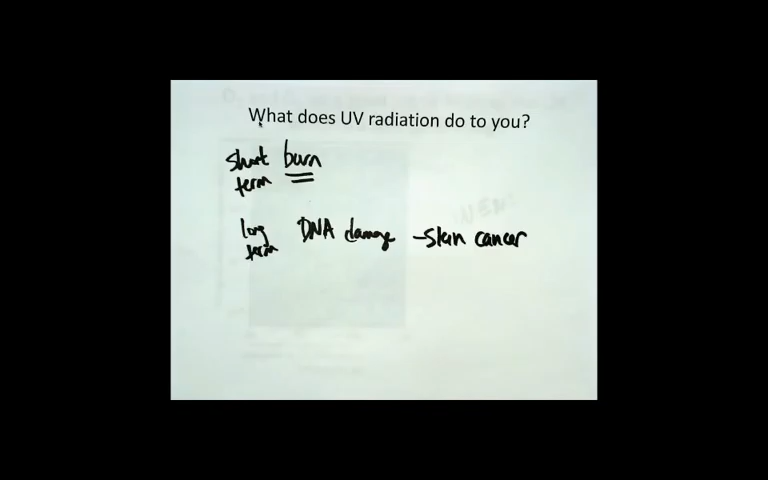 What does UV radiation do to you?
short term burn
long term DNA damage - skin cancer